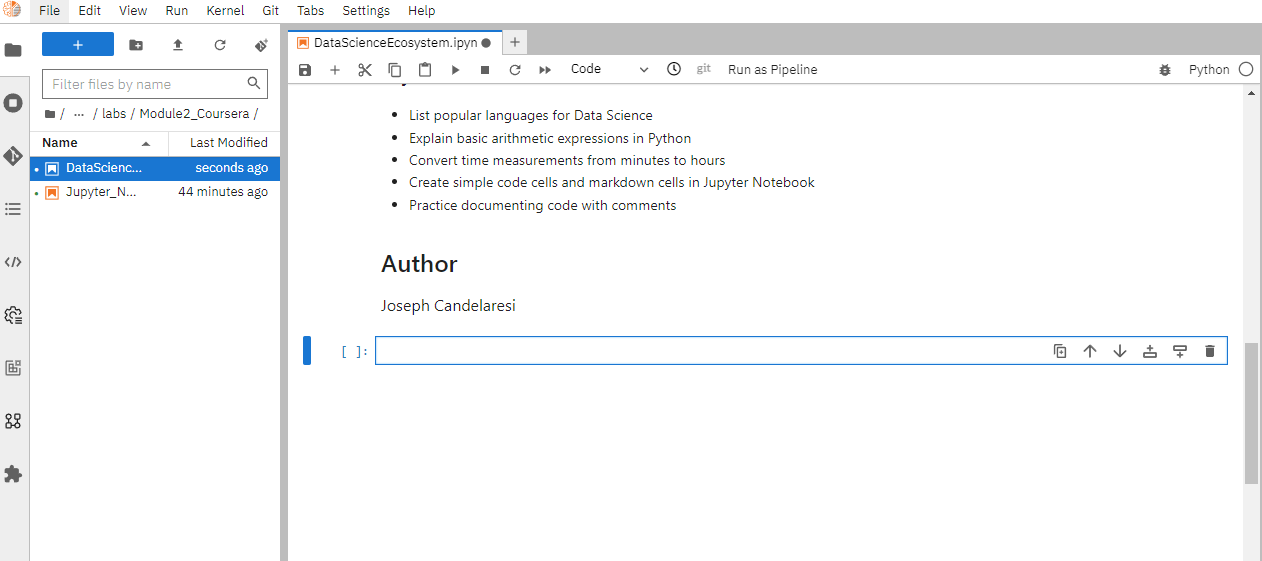 File Edit View Run Kernel Git Tabs Settings Help
+
Filter files by name
/ ... / labs / Module2_Coursera /
Name Last Modified
DataScienc... seconds ago
Jupyter_N... 44 minutes ago
DataScienceEcosystem.ipyn
Code git Run as Pipeline Python
List popular languages for Data Science
Explain basic arithmetic expressions in Python
Convert time measurements from minutes to hours
Create simple code cells and markdown cells in Jupyter Notebook
Practice documenting code with comments
Author
Joseph Candelaresi
[ ]: